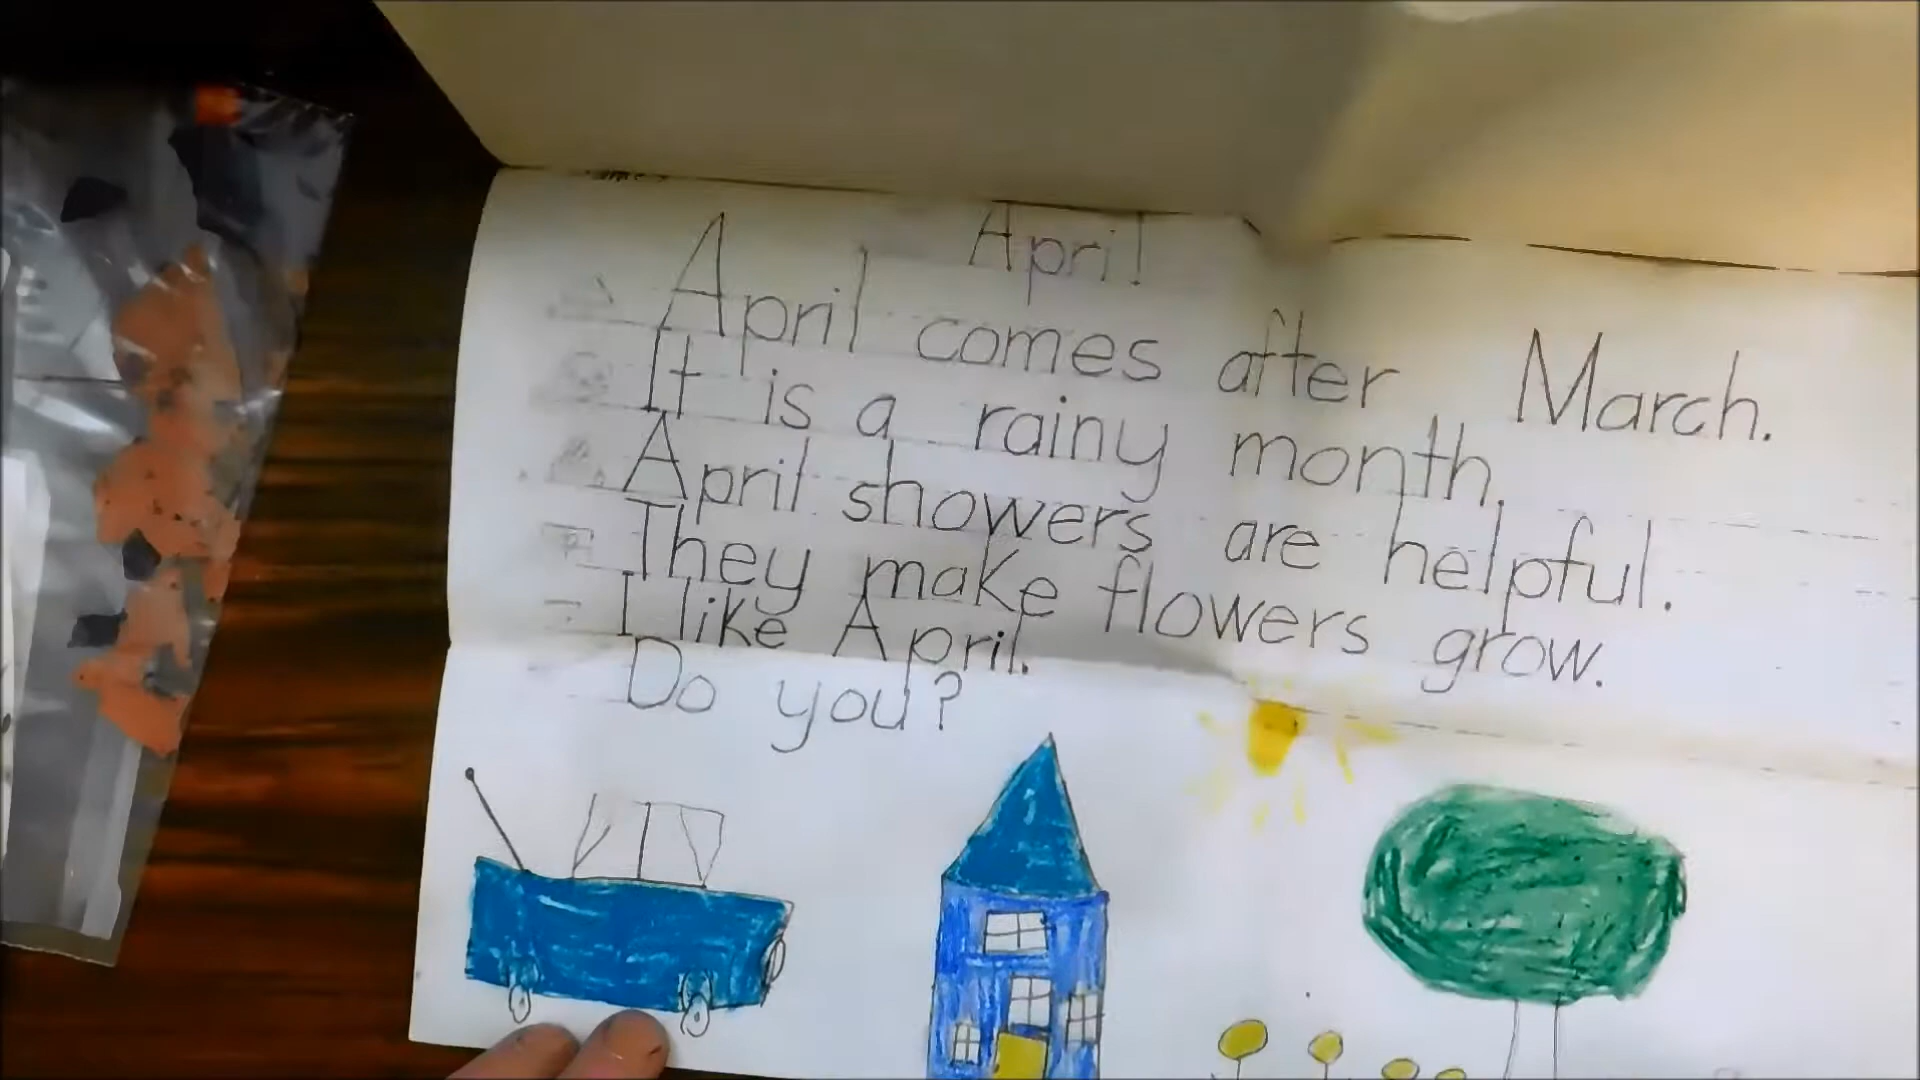 April
April comes after March.
It is a rainy month.
April showers are helpful.
They make flowers grow.
I like April.
Do you?